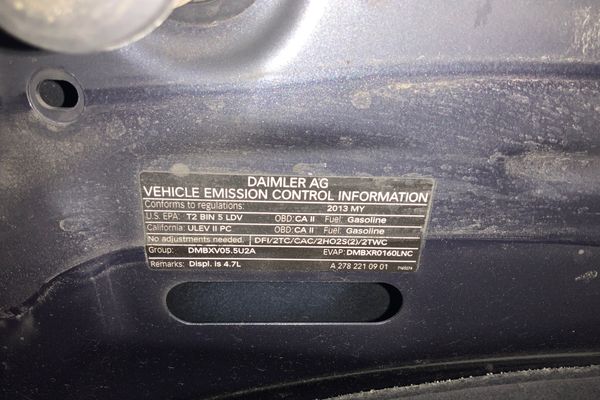 DAIMLER AG
VEHICLE EMISSION CONTROL INFORMATION
Conforms to regulations: 2013 MY
U.S. EPA: T2 BIN 5 LDV OBD: CA II Fuel: Gasoline
California: ULEV II PC OBD: CA II Fuel: Gasoline
No adjustments needed. DFI/2TC/CAC/2HO2S(2)/2TWC
Group: DMBXV05.5U2A EVAP: DMBXR0160LNC
Remarks: Displ. is 4.7L A 278 221 09 01